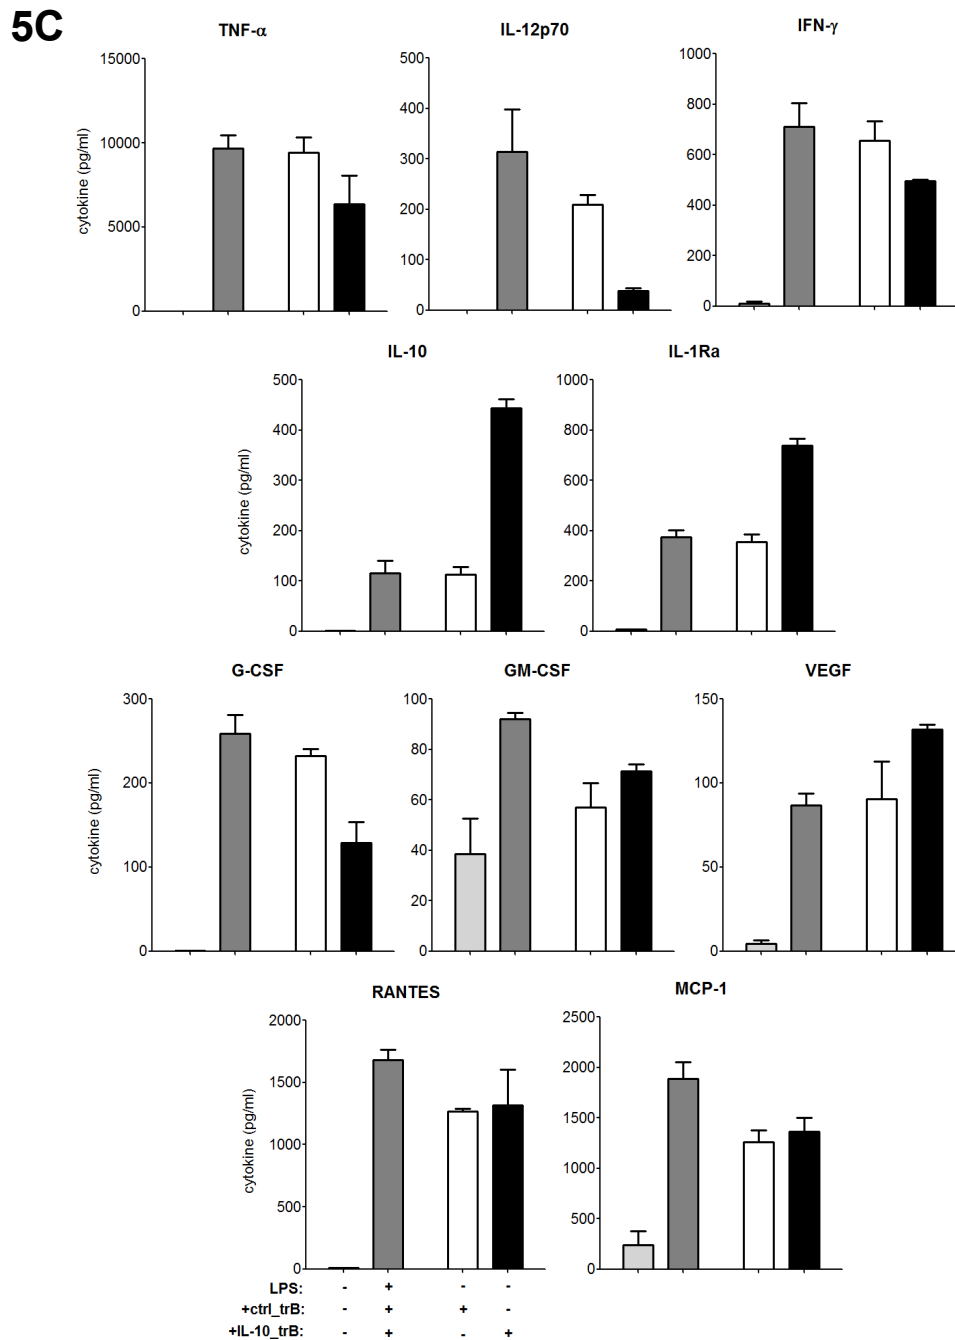 5C
TNF-α IL-12p70 IFN-γ
cytokine (pg/ml)
15000 10000 5000 0
500 400 300 200 100 0
1000 800 600 400 200 0
IL-10 IL-1Ra
cytokine (pg/ml)
500 400 300 200 100 0
1000 800 600 400 200 0
G-CSF GM-CSF VEGF
cytokine (pg/ml)
300 200 100 0
100 80 60 40 20 0
150 100 50 0
RANTES MCP-1
cytokine (pg/ml)
2000 1500 1000 500 0
2500 2000 1500 1000 500 0
LPS: - + - -
+ctrl_trB: - + + -
+IL-10_trB: - + - +